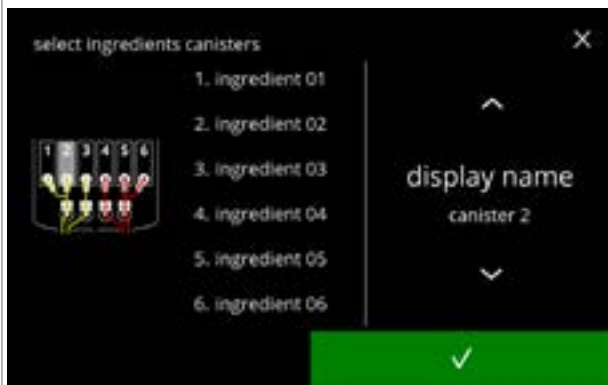 select ingredients canisters
1. ingredient 01
2. ingredient 02
3. ingredient 03
4. ingredient 04
5. ingredient 05
6. ingredient 06
1 2 3 4 5 6
display name
canister 2